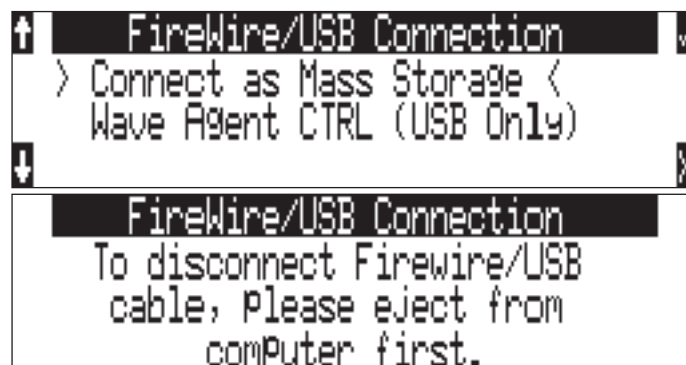 FireWire/USB Connection
> Connect as Mass Storage <
Wave Agent CTRL (USB Only)
FireWire/USB Connection
To disconnect Firewire/USB
cable, please eject from
computer first.